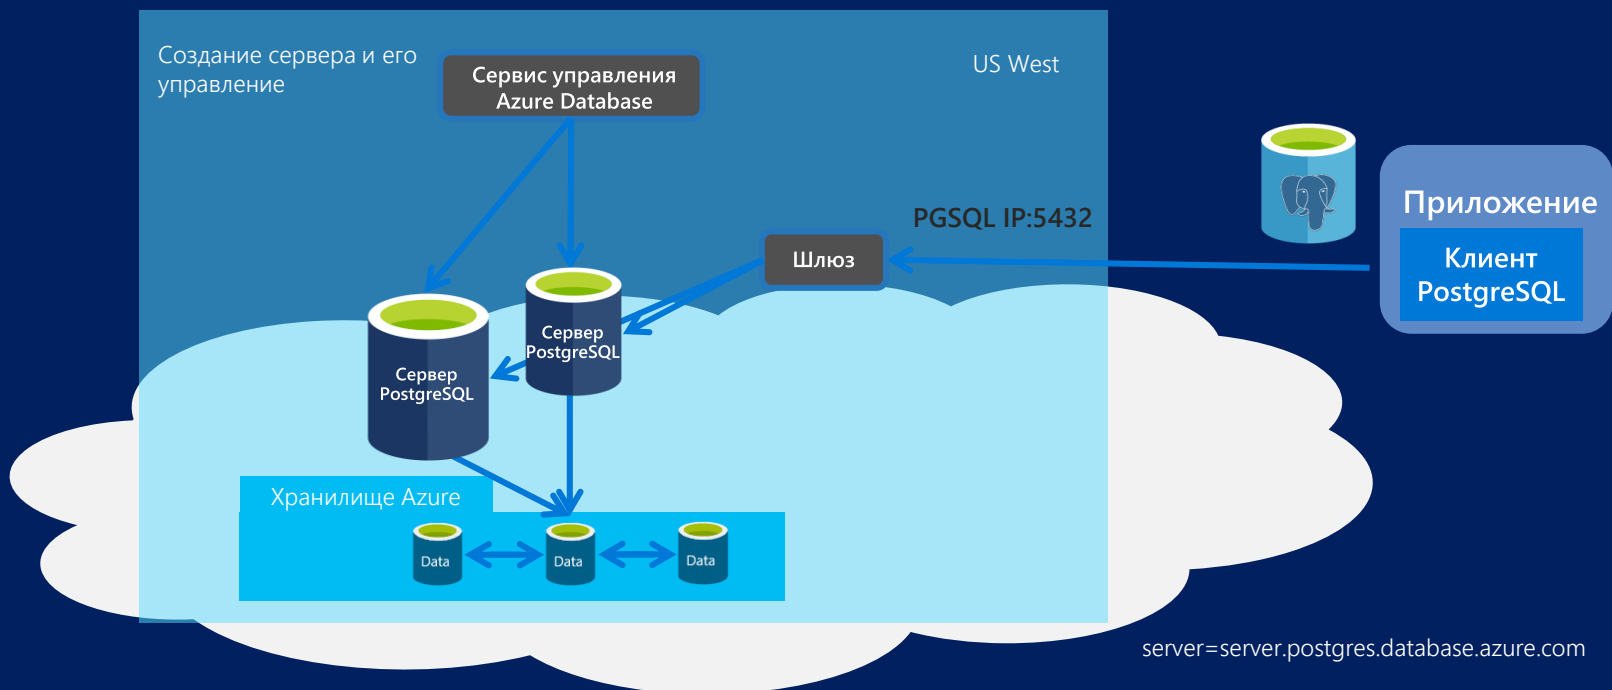 Создание сервера и его
управление
Сервис управления
Azure Database
US West
PGSQL IP:5432
Приложение
Клиент
PostgreSQL
Шлюз
Сервер
PostgreSQL
Сервер
PostgreSQL
Хранилище Azure
Data
Data
Data
server=server.postgres.database.azure.com